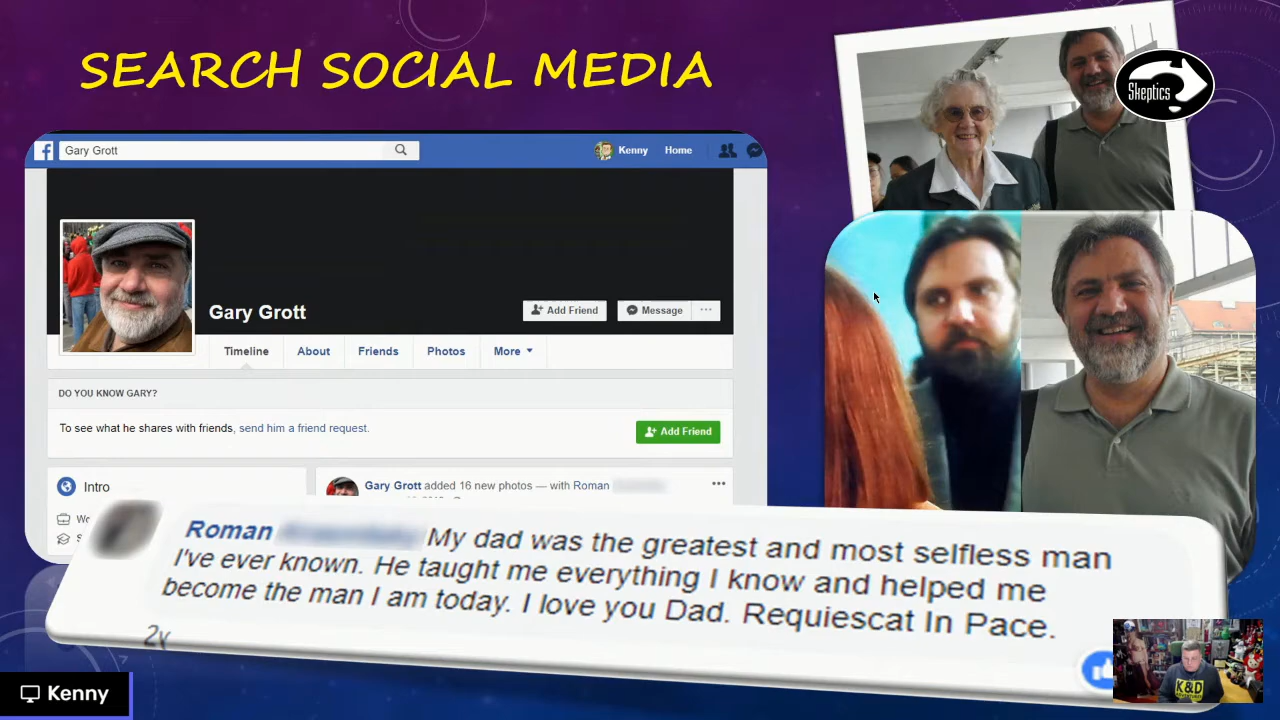 SEARCH SOCIAL MEDIA
Skeptics
Gary Grott
Kenny
Home
Gary Grott
Add Friend
Message
Timeline
About
Friends
Photos
More
DO YOU KNOW GARY?
To see what he shares with friends, send him a friend request.
Add Friend
Intro
Gary Grott added 16 new photos — with Roman
Roman My dad was the greatest and most selfless man
I've ever known. He taught me everything I know and helped me
become the man I am today. I love you Dad. Requiescat In Pace.
2y
K&D
Kenny